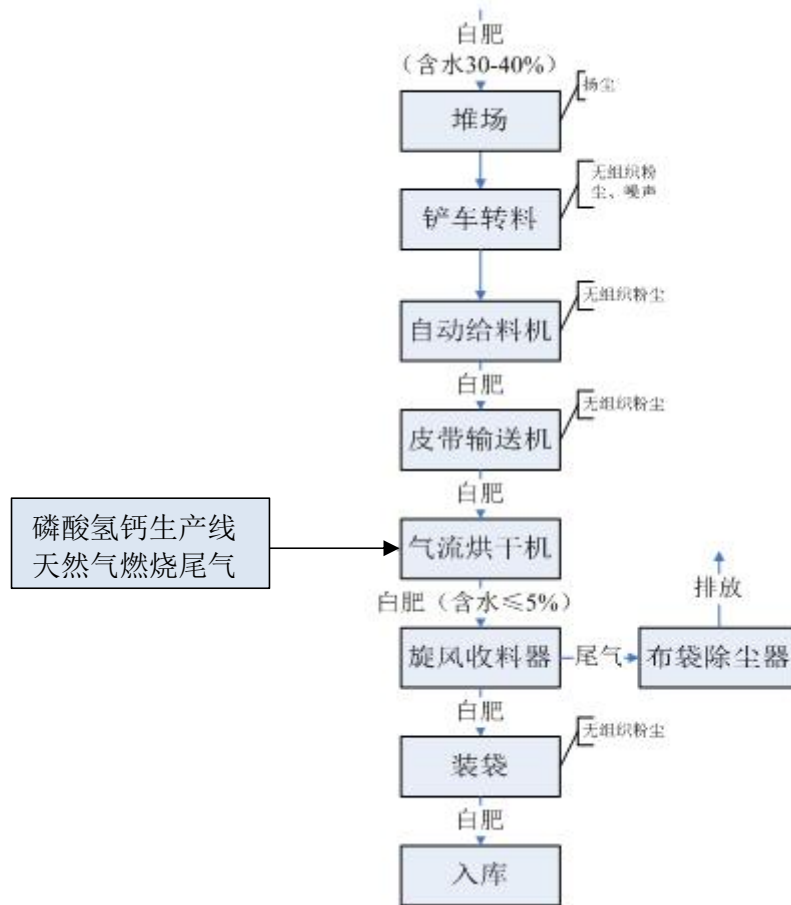 白肥
（含水30-40%）
扬尘
堆场
无组织粉
尘、噪声
铲车转料
无组织粉尘
自动给料机
白肥
无组织粉尘
皮带输送机
白肥
磷酸氢钙生产线
天然气燃烧尾气
气流烘干机
白肥（含水≤5%）
排放
旋风收料器
尾气
布袋除尘器
白肥
无组织粉尘
装袋
白肥
入库